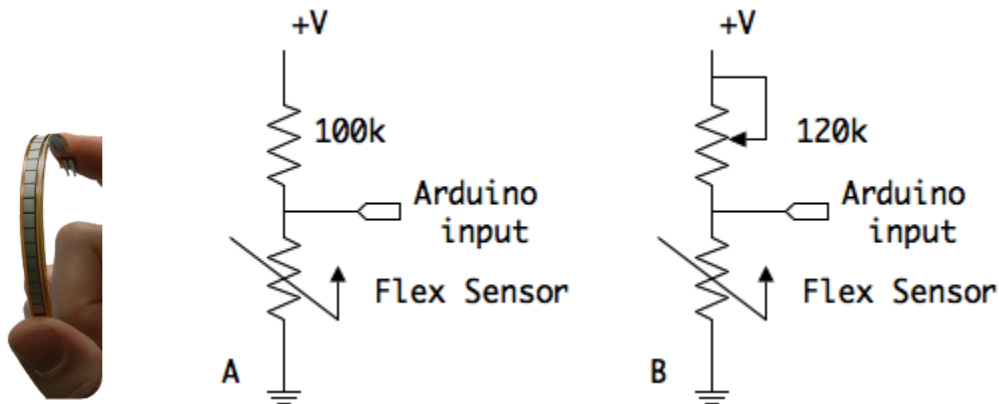 +V
100k
Arduino
input
Flex Sensor
A
+V
120k
Arduino
input
Flex Sensor
B